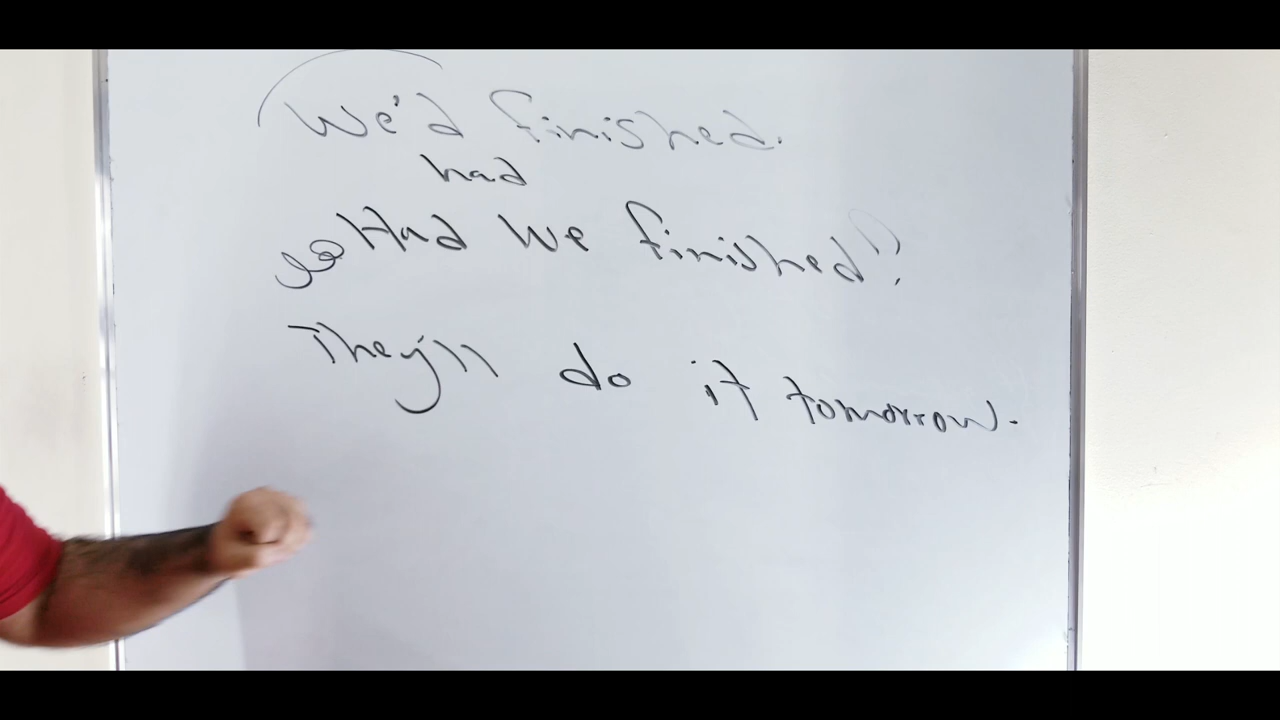 We'd finished.
had
Had we finished?
They'll do it tomorrow.